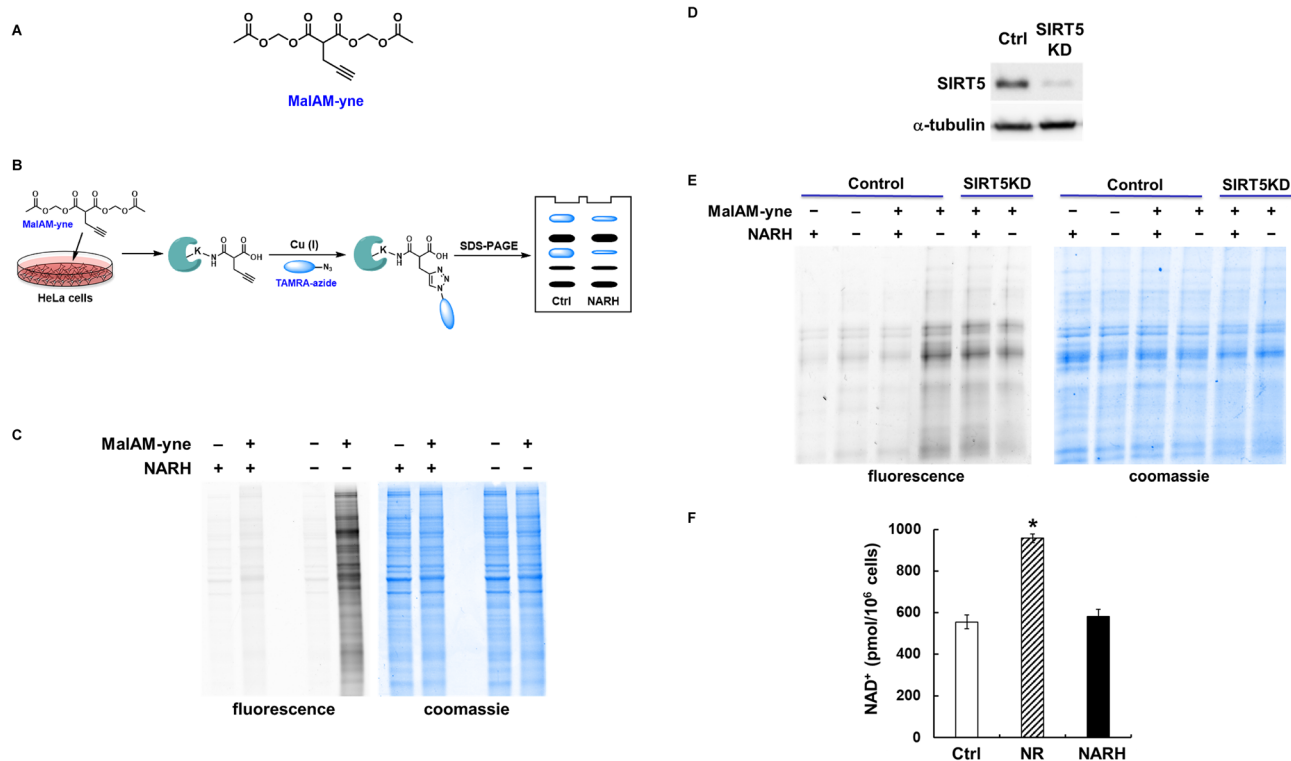 A
O
O
O
O
O
O
O
O
MalAM-yne
B
O
O
O
O
O
O
O
O
MalAM-yne
HeLa cells
K
N
H
O
O
OH
Cu (I)
N₃
TAMRA-azide
K
N
H
O
O
OH
N
N
N
SDS-PAGE
Ctrl NARH
C
MalAM-yne – + – + – + – +
NARH + + – – + + – –
fluorescence coomassie
D
Ctrl SIRT5
KD
SIRT5
α-tubulin
E
Control SIRT5KD Control SIRT5KD
MalAM-yne – – + + + + – – + + + +
NARH + – + – + – + – + – + –
fluorescence coomassie
F
NAD⁺ (pmol/10⁶ cells)
1000
800
600
400
200
0
*
Ctrl NR NARH